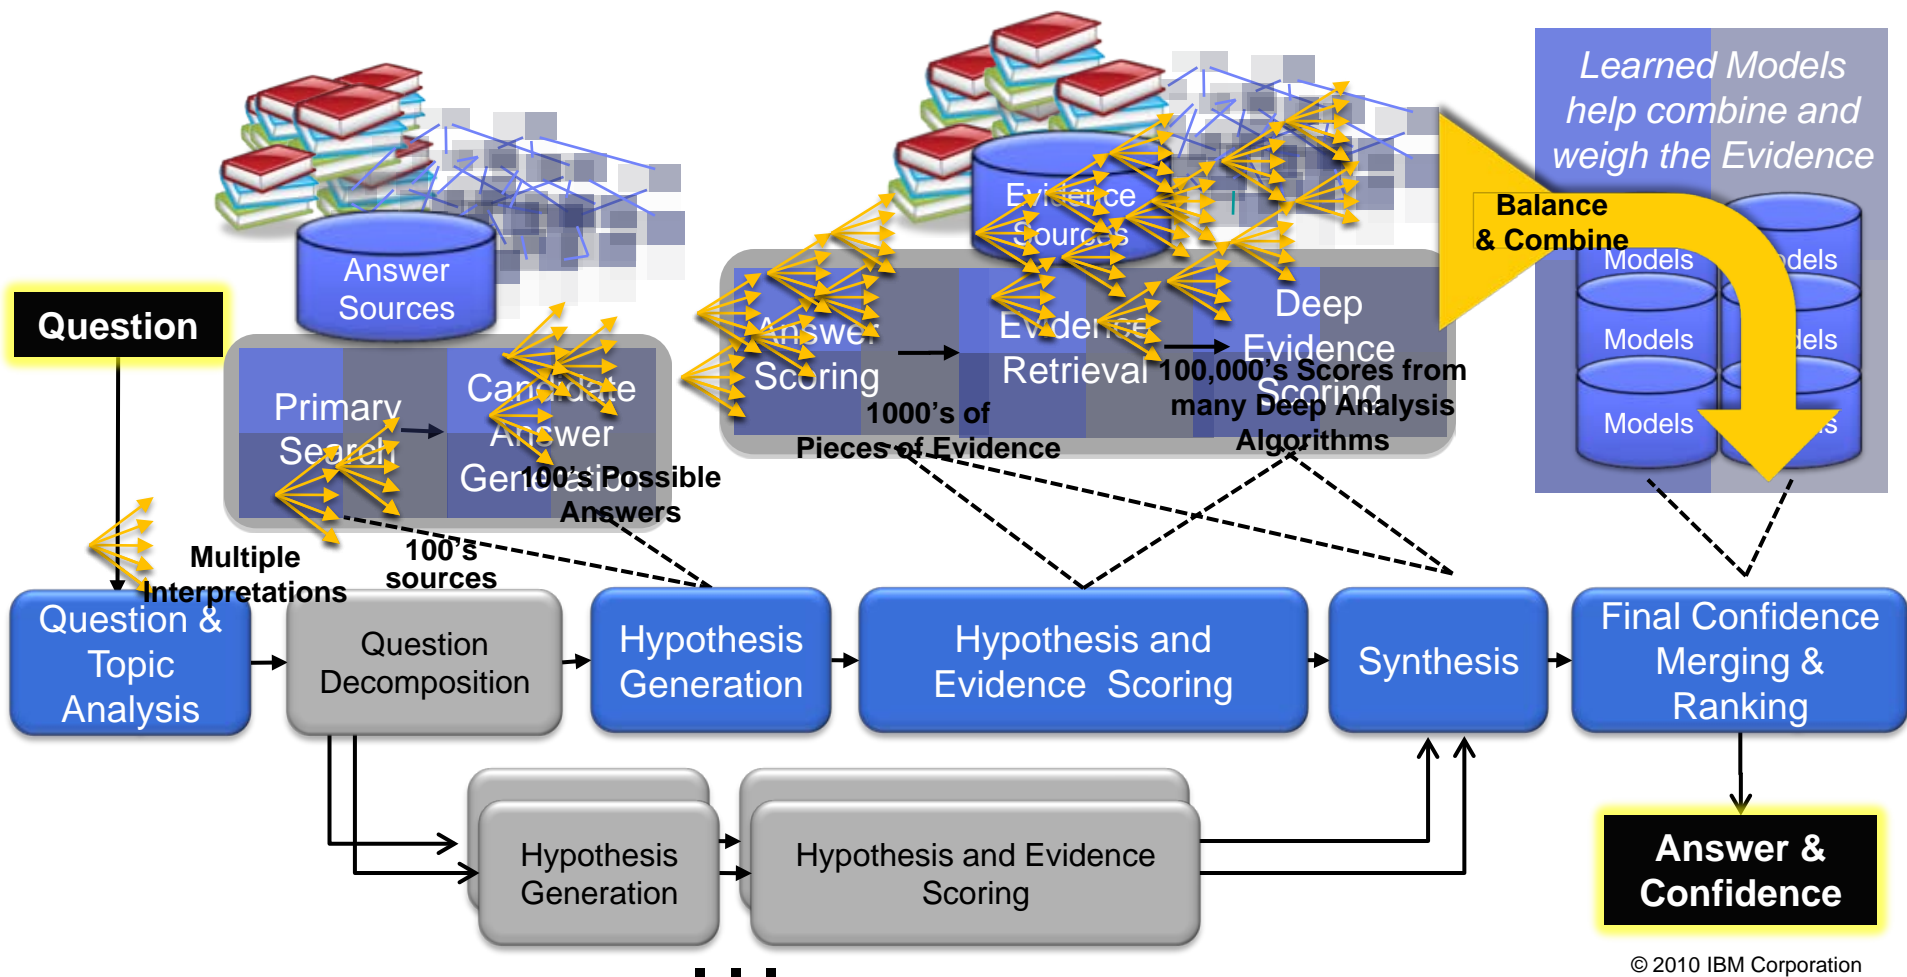 Learned Models
help combine and
weigh the Evidence
Answer
Sources
Evidence
Sources
Balance
& Combine
Models
Models
Models
Models
Models
Models
Question
Primary
Search
Candidate
Answer
Generation
Answer
Scoring
Evidence
Retrieval
Deep
Evidence
Scoring
100's Possible
Answers
1000's of
Pieces of Evidence
100,000's Scores from
many Deep Analysis
Algorithms
Multiple
Interpretations
100's
sources
Question &
Topic
Analysis
Question
Decomposition
Hypothesis
Generation
Hypothesis and
Evidence Scoring
Synthesis
Final Confidence
Merging &
Ranking
Hypothesis
Generation
Hypothesis and Evidence
Scoring
Answer &
Confidence
...
© 2010 IBM Corporation